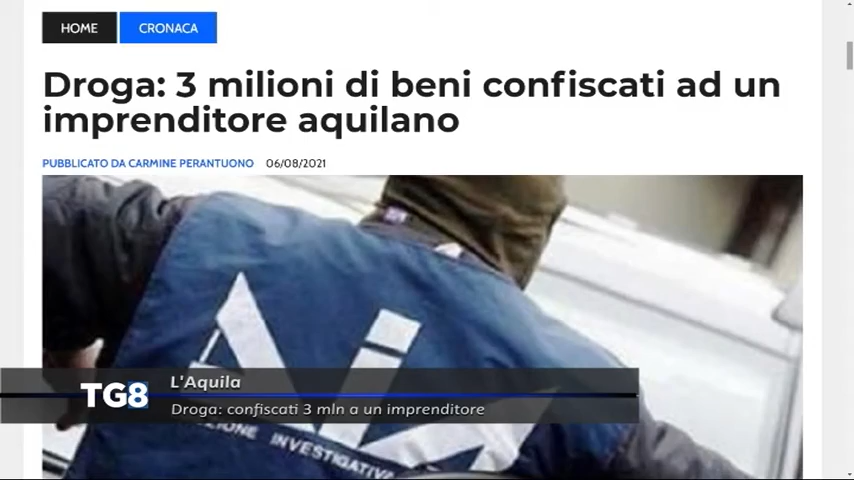 HOME
CRONACA
Droga: 3 milioni di beni confiscati ad un
imprenditore aquilano
PUBBLICATO DA CARMINE PERANTUONO 06/08/2021
TG8
L'Aquila
Droga: confiscati 3 mln a un imprenditore
INVESTIGATIVA